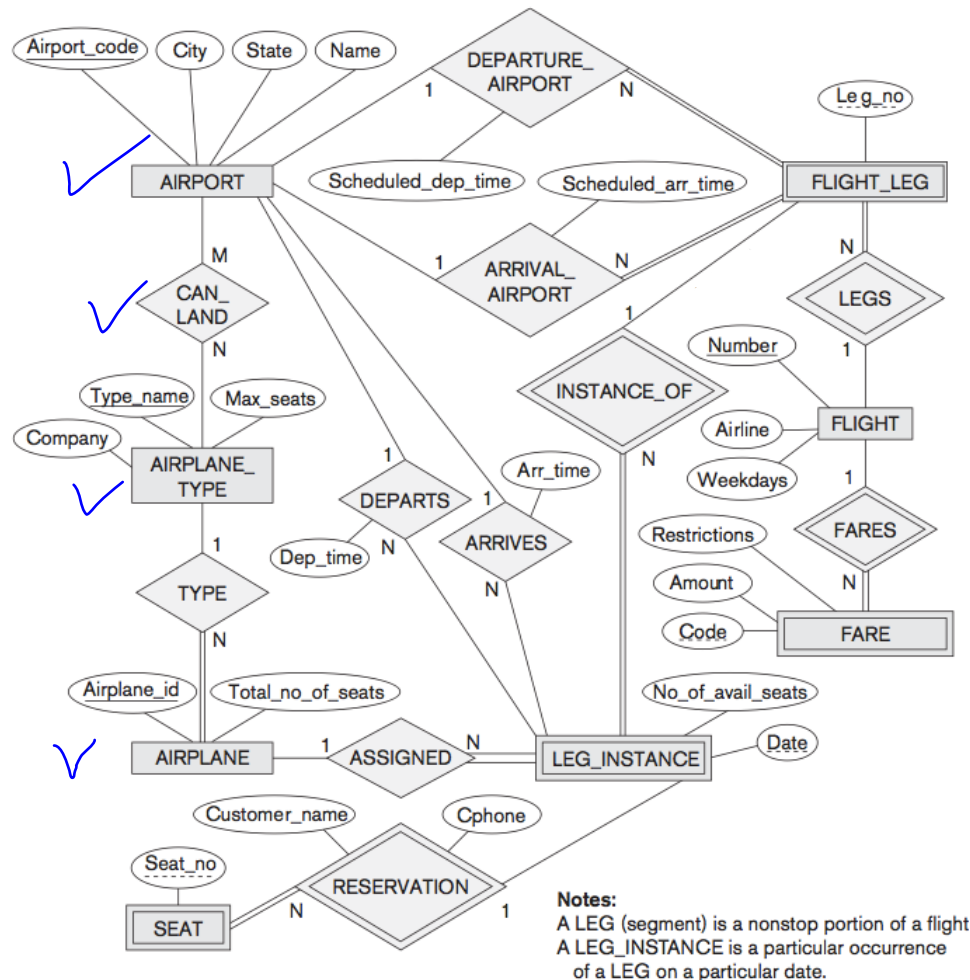 Airport_code
City
State
Name
DEPARTURE_
AIRPORT
1
N
Leg_no
Scheduled_dep_time
Scheduled_arr_time
AIRPORT
FLIGHT_LEG
M
1
ARRIVAL_
AIRPORT
N
N
CAN_
LAND
LEGS
N
1
1
Number
Type_name
Max_seats
INSTANCE_OF
Company
Airline
FLIGHT
AIRPLANE_
TYPE
1
Arr_time
N
Weekdays
1
DEPARTS
1
1
Restrictions
FARES
Dep_time
N
ARRIVES
TYPE
Amount
N
N
N
Code
FARE
Airplane_id
Total_no_of_seats
No_of_avail_seats
AIRPLANE
1
ASSIGNED
N
LEG_INSTANCE
Date
Customer_name
Cphone
Seat_no
RESERVATION
SEAT
N
1
Notes:
A LEG (segment) is a nonstop portion of a flight
A LEG_INSTANCE is a particular occurrence
of a LEG on a particular date.